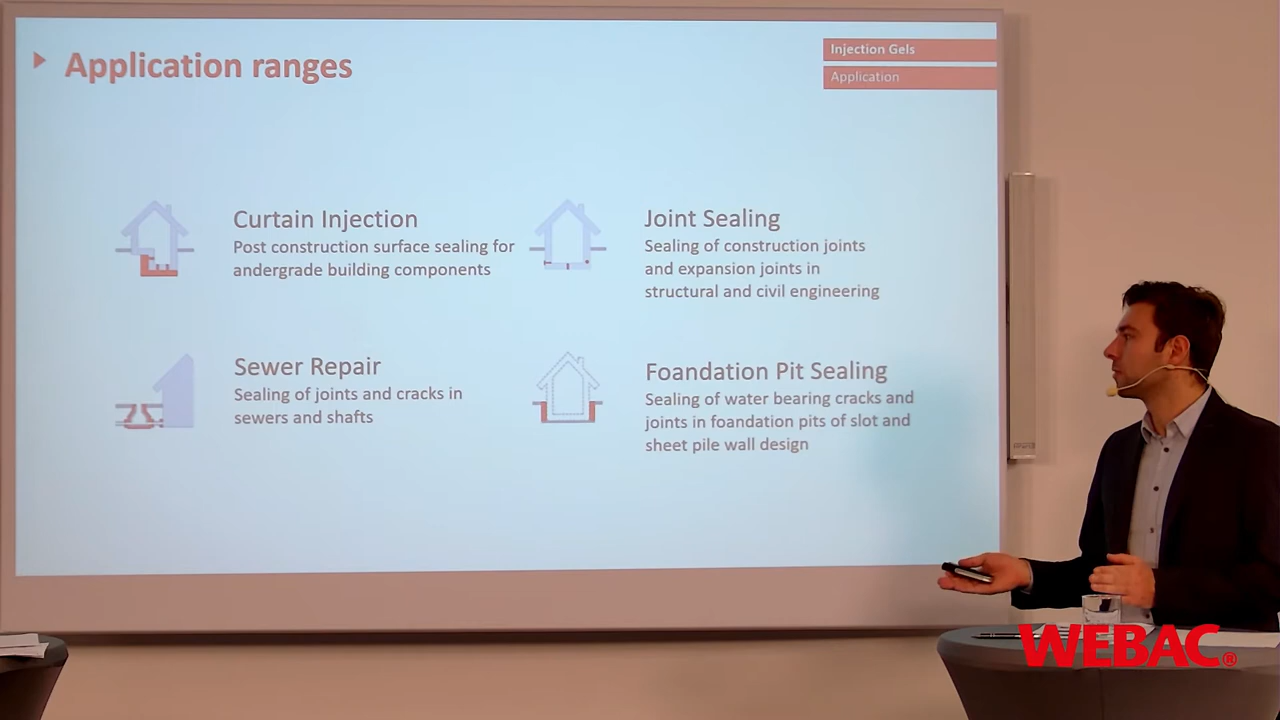 Application ranges
Injection Gels
Application
Curtain Injection
Post construction surface sealing for
andergrade building components
Joint Sealing
Sealing of construction joints
and expansion joints in
structural and civil engineering
Sewer Repair
Sealing of joints and cracks in
sewers and shafts
Foandation Pit Sealing
Sealing of water bearing cracks and
joints in foandation pits of slot and
sheet pile wall design
WEBAC®